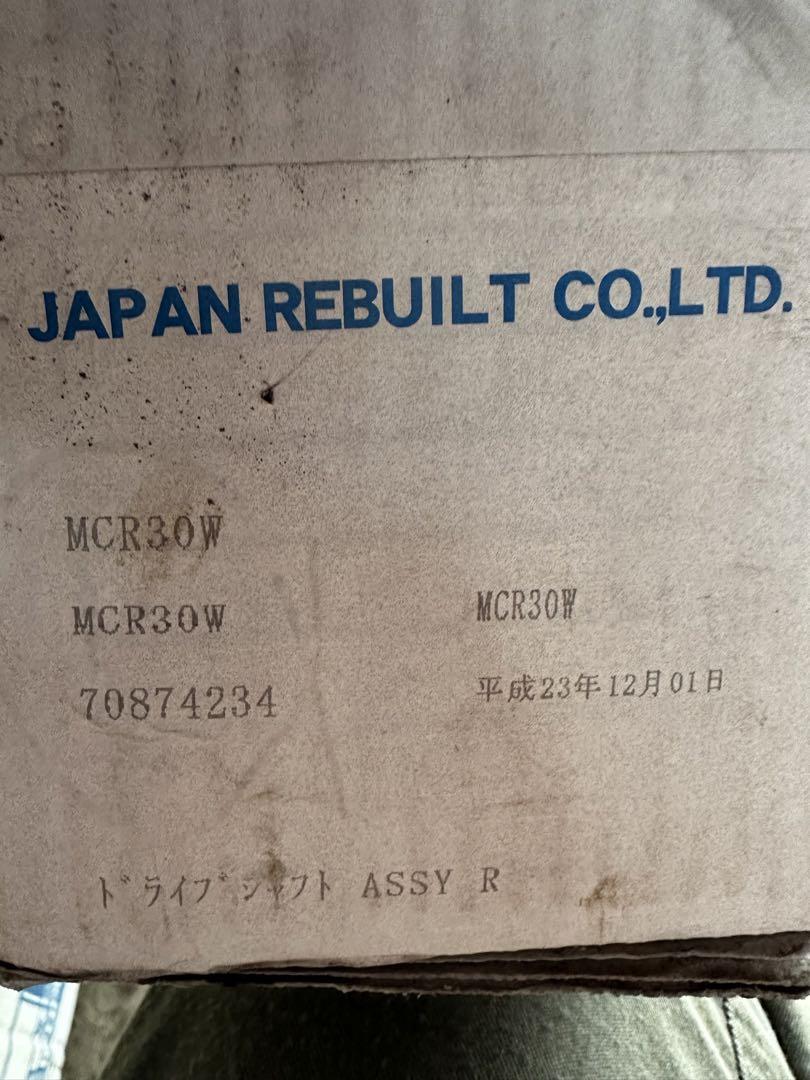 JAPAN REBUILT CO.,LTD.
MCR30W
MCR30W MCR30W
70874234 平成23年12月01日
ﾄﾞﾗｲﾌﾞｼｬﾌﾄ ASSY R